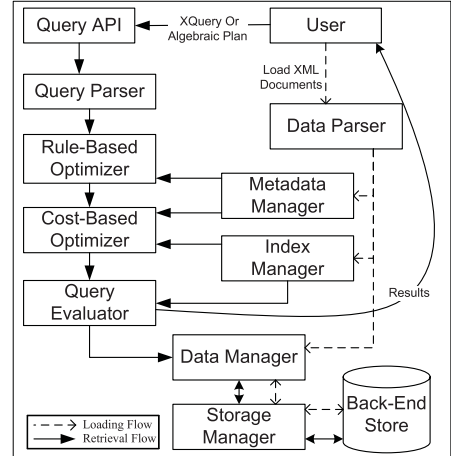 Query API
XQuery Or
Algebraic Plan
User
Load XML
Documents
Query Parser
Data Parser
Rule-Based
Optimizer
Metadata
Manager
Cost-Based
Optimizer
Index
Manager
Query
Evaluator
Results
Data Manager
Storage
Manager
Back-End
Store
Loading Flow
Retrieval Flow